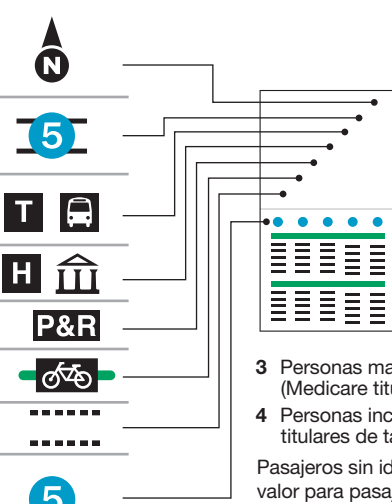 N
5
T
H
P&R
5
3 Personas ma
(Medicare titu
4 Personas inc
titulares de ta
Pasajeros sin id
valor para pasa